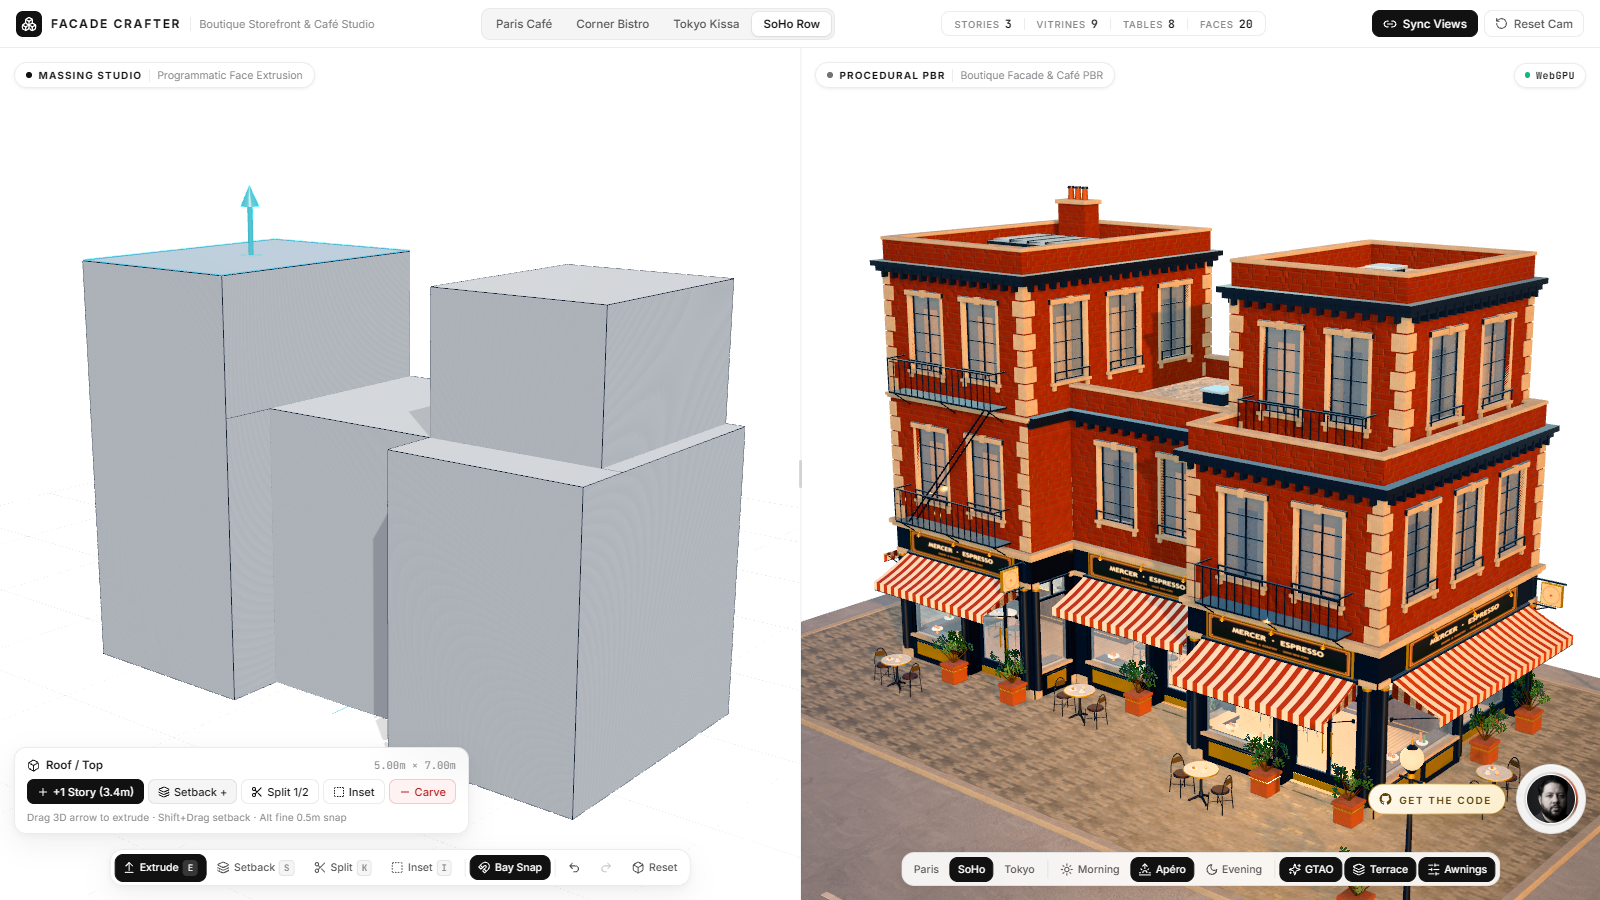 FACADE CRAFTER
Boutique Storefront & Café Studio
Paris Café
Corner Bistro
Tokyo Kissa
SoHo Row
STORIES 3
VITRINES 9
TABLES 8
FACES 20
Sync Views
Reset Cam
MASSING STUDIO
Programmatic Face Extrusion
PROCEDURAL PBR
Boutique Facade & Café PBR
WebGPU
MERCER · ESPRESSO
MERCER · ESPRESSO
MERCER · ESPRESSO
MERCER · ESPRESSO
Roof / Top
5.00m × 7.00m
+1 Story (3.4m)
Setback +
Split 1/2
Inset
Carve
Drag 3D arrow to extrude · Shift+Drag setback · Alt fine 0.5m snap
GET THE CODE
Extrude E
Setback S
Split K
Inset I
Bay Snap
Reset
Paris
SoHo
Tokyo
Morning
Apéro
Evening
GTAO
Terrace
Awnings